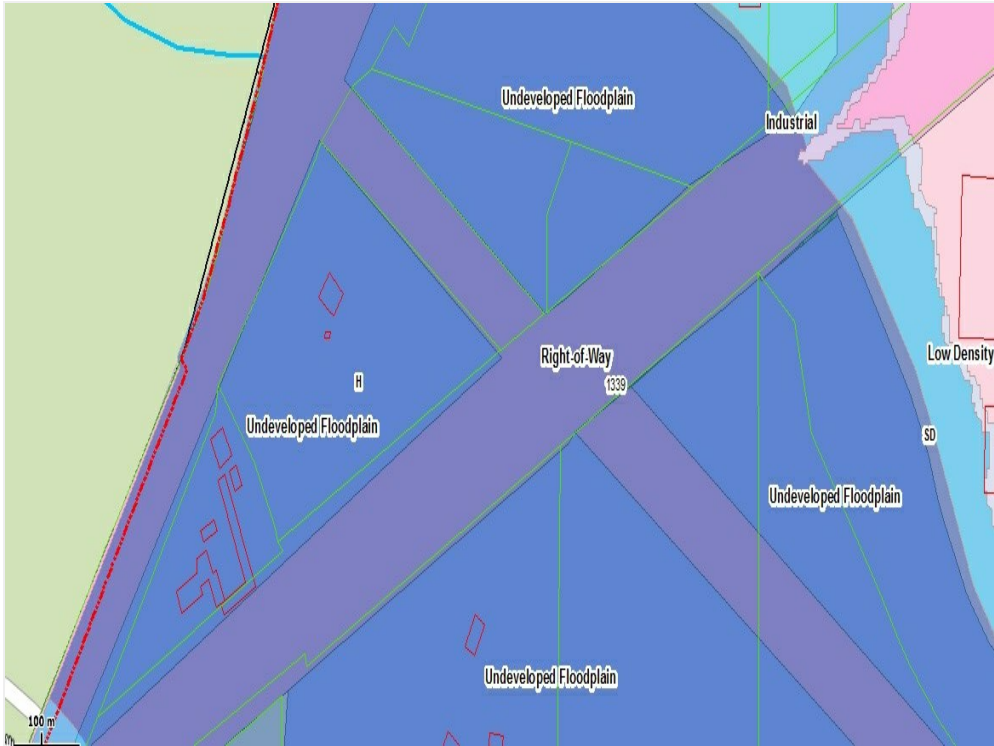 Undeveloped Floodplain
Industrial
Right-of-Way
1339
Low Density
H
Undeveloped Floodplain
SD
Undeveloped Floodplain
Undeveloped Floodplain
100 m